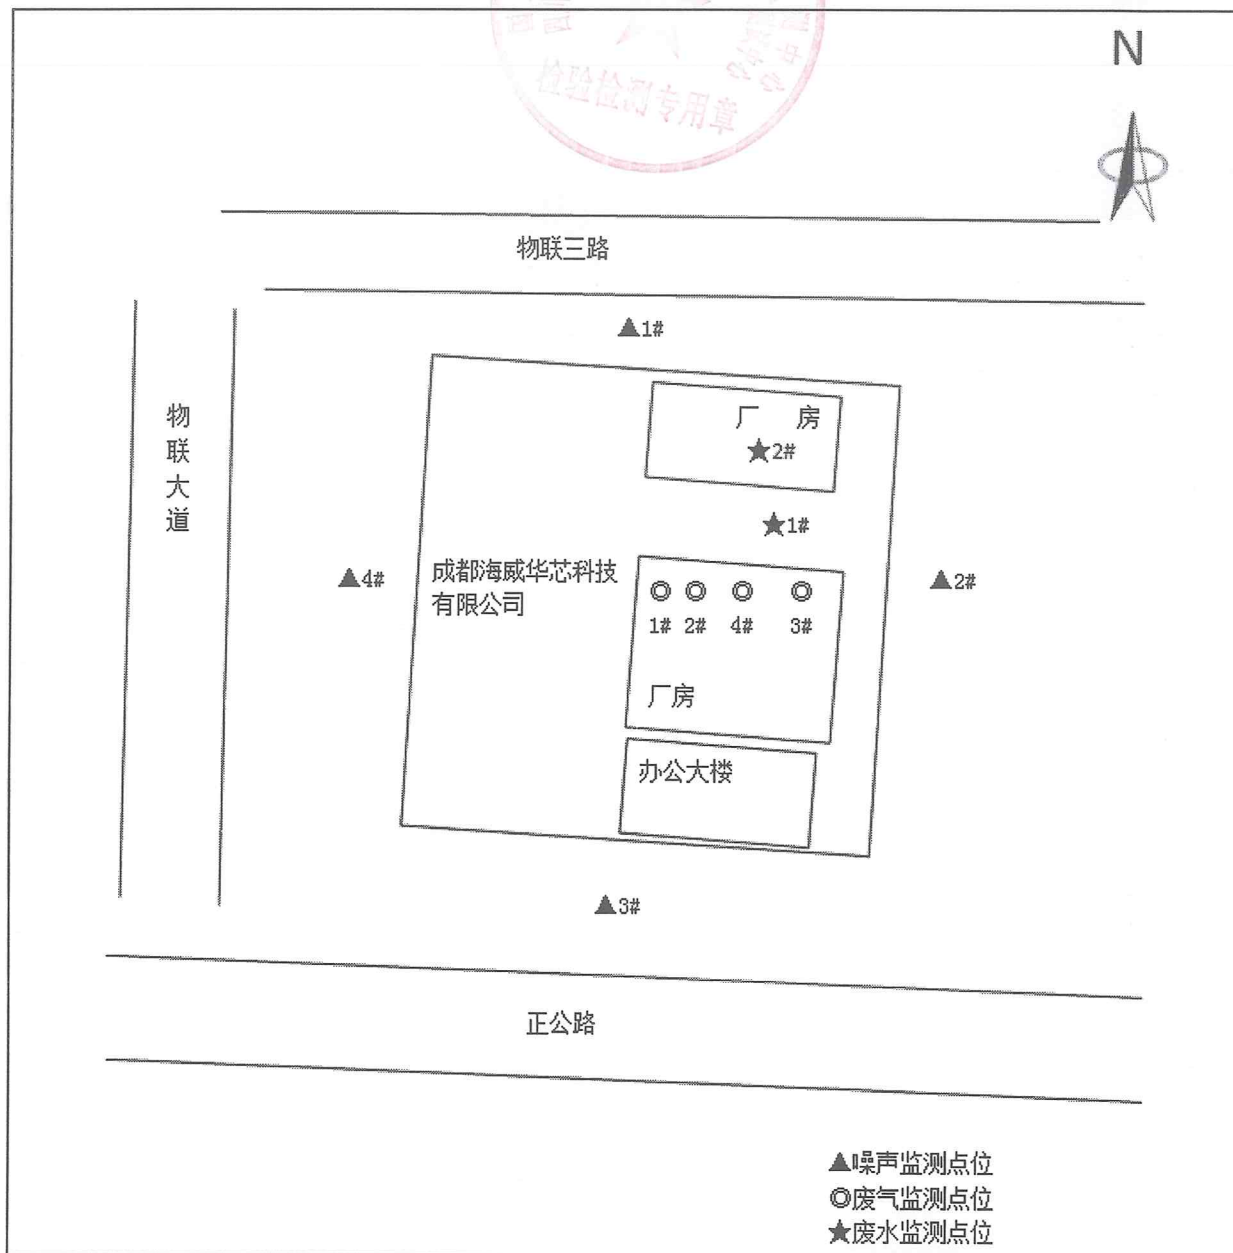 检验检测专用章
N
物联三路
▲1#
厂 房
★2#
物联大道
★1#
▲4#
成都海威华芯科技
有限公司
▲2#
◎ ◎ ◎ ◎
1# 2# 4# 3#
厂房
办公大楼
▲3#
正公路
▲噪声监测点位
◎废气监测点位
★废水监测点位